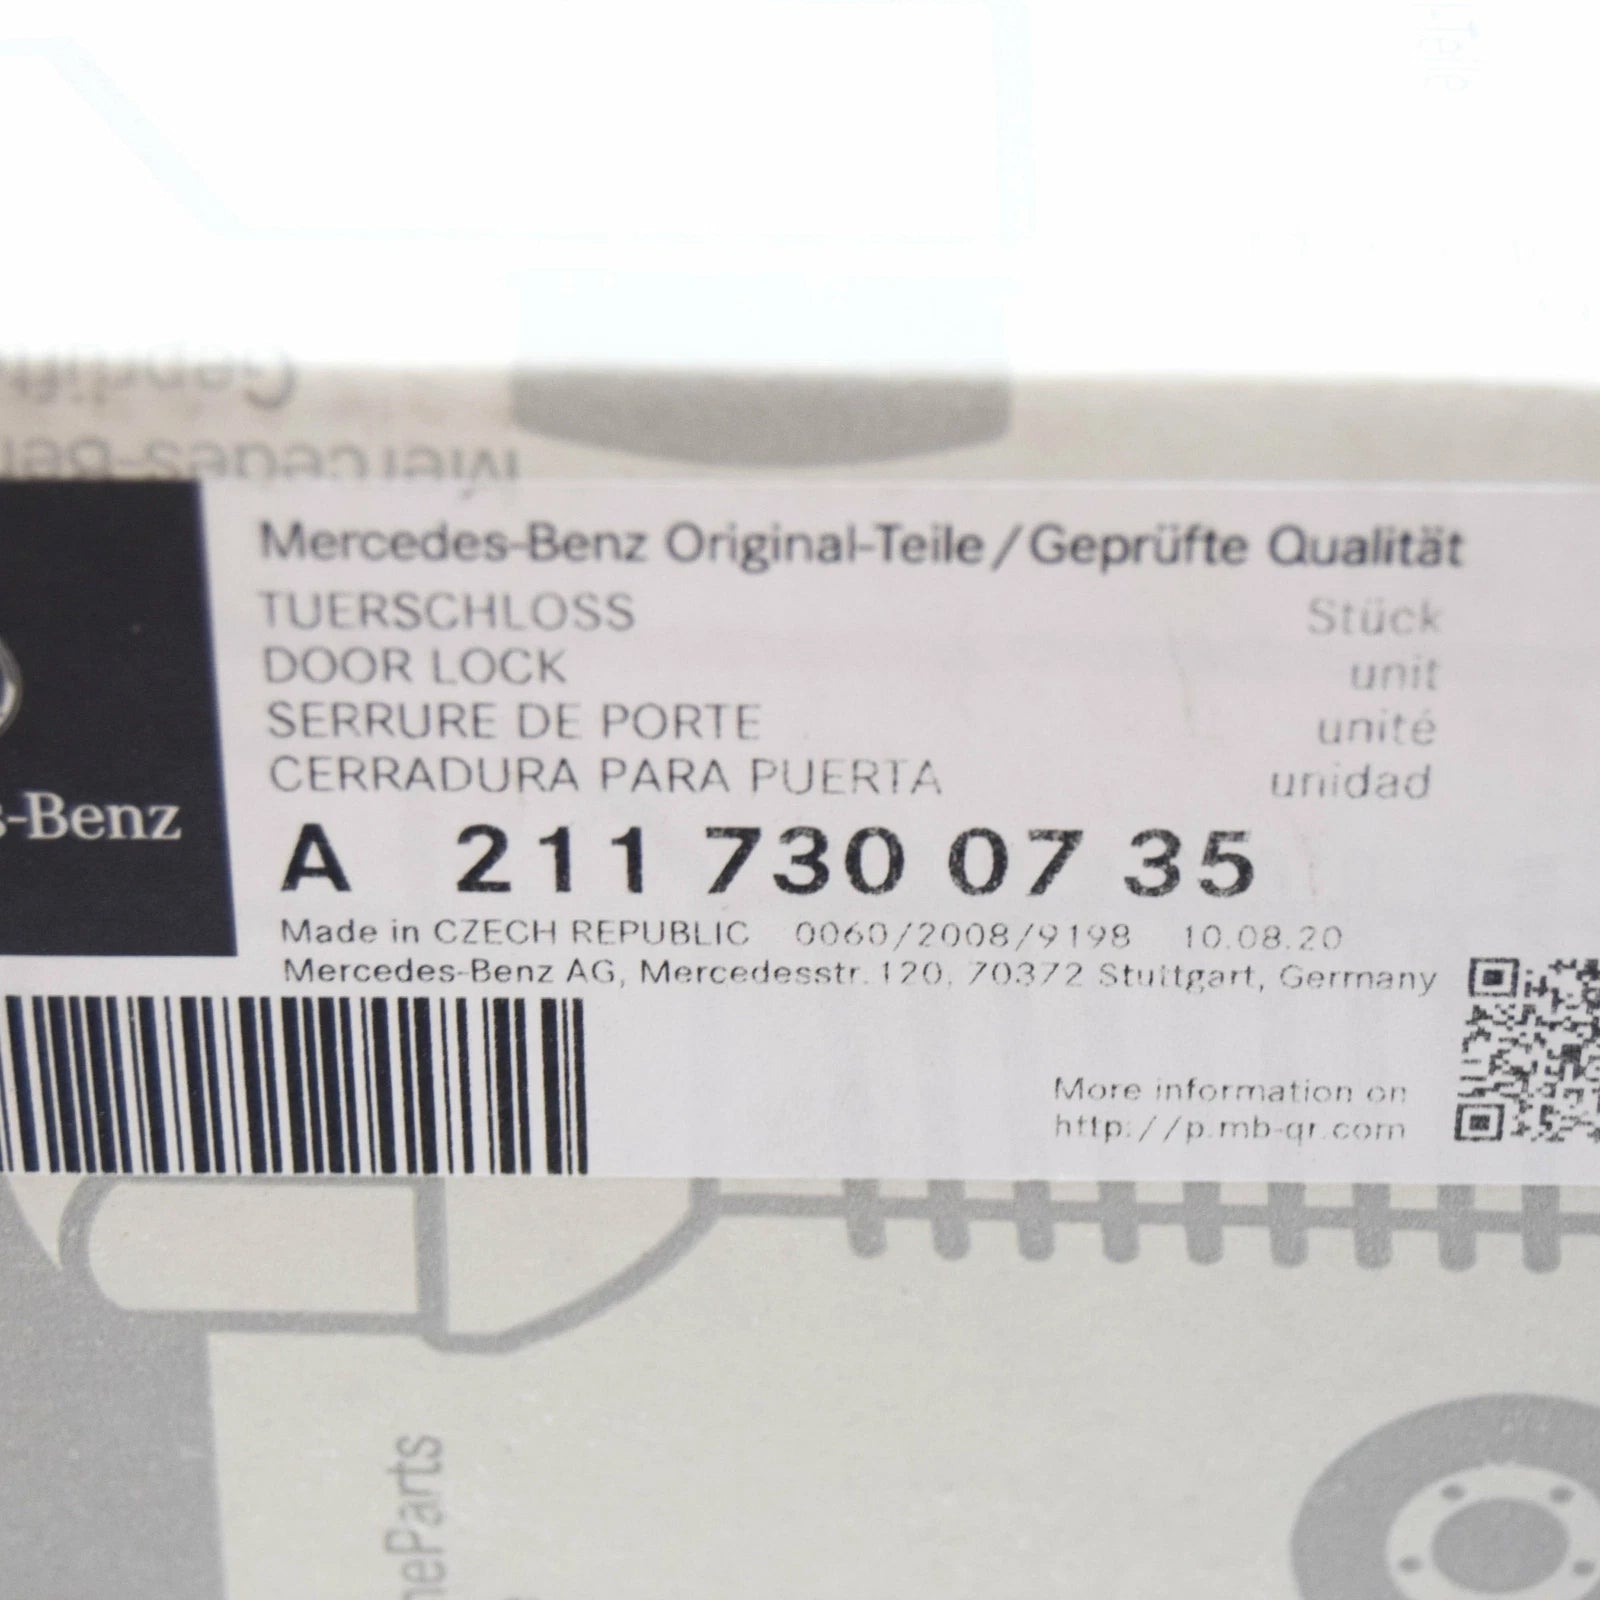 Mercedes-Benz Original-Teile/Geprüfte Qualität
TUERSCHLOSS Stück
DOOR LOCK unit
SERRURE DE PORTE unité
CERRADURA PARA PUERTA unidad
A 211 730 07 35
Made in CZECH REPUBLIC 0060/2008/9198 10.08.20
Mercedes-Benz AG, Mercedesstr. 120, 70372 Stuttgart, Germany
s-Benz
More information on
http://p.mb-qr.com
neParts